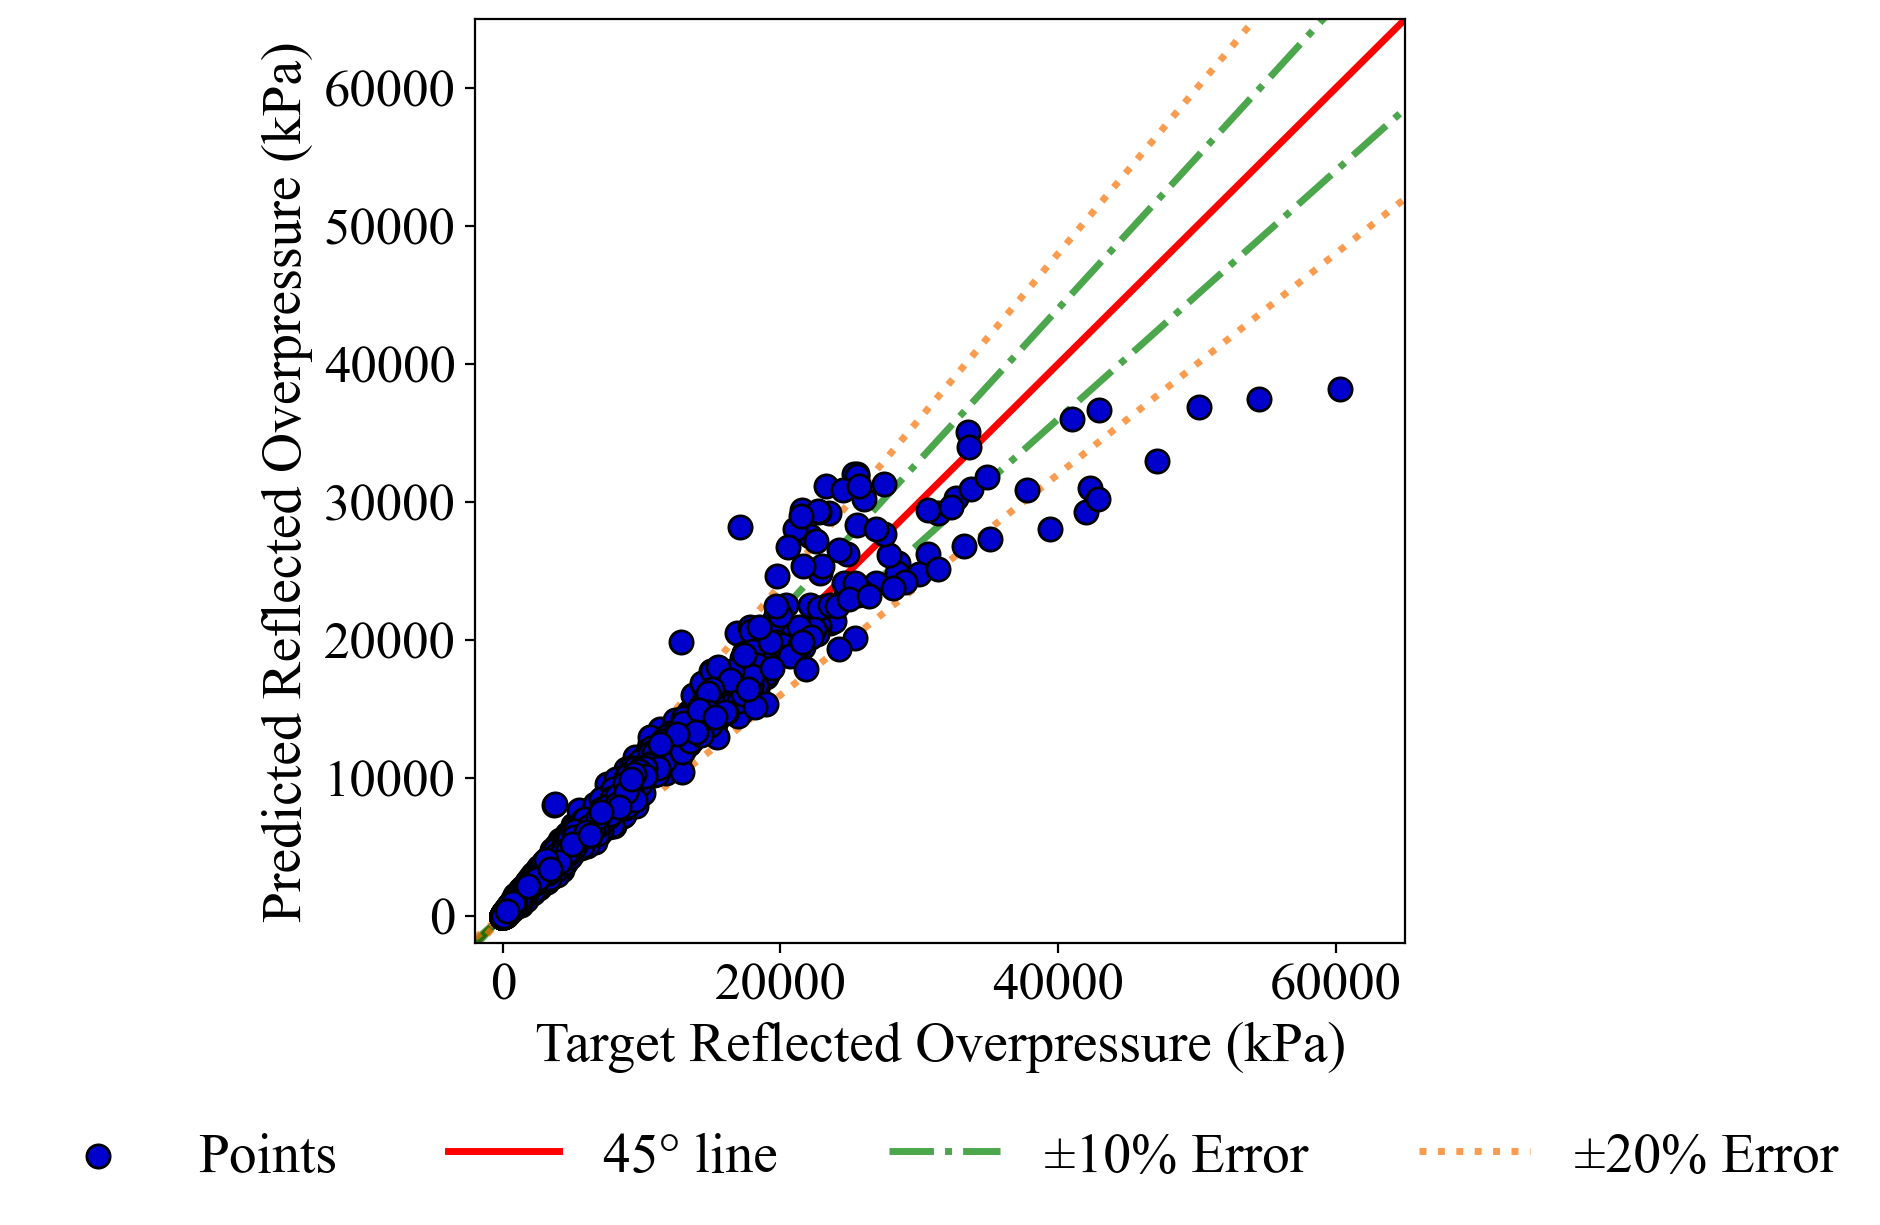 Predicted Reflected Overpressure (kPa)
60000
50000
40000
30000
20000
10000
0
0 20000 40000 60000
Target Reflected Overpressure (kPa)
Points 45° line ±10% Error ±20% Error